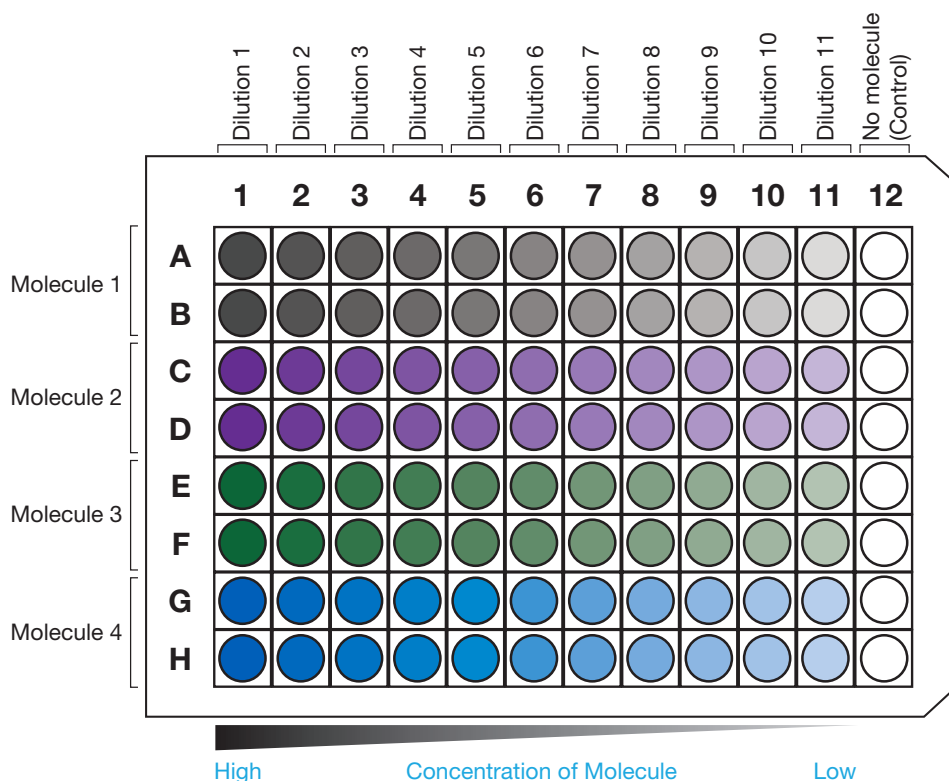 Dilution 1
Dilution 2
Dilution 3
Dilution 4
Dilution 5
Dilution 6
Dilution 7
Dilution 8
Dilution 9
Dilution 10
Dilution 11
No molecule
(Control)
1 2 3 4 5 6 7 8 9 10 11 12
Molecule 1
A
B
Molecule 2
C
D
Molecule 3
E
F
Molecule 4
G
H
High Concentration of Molecule Low